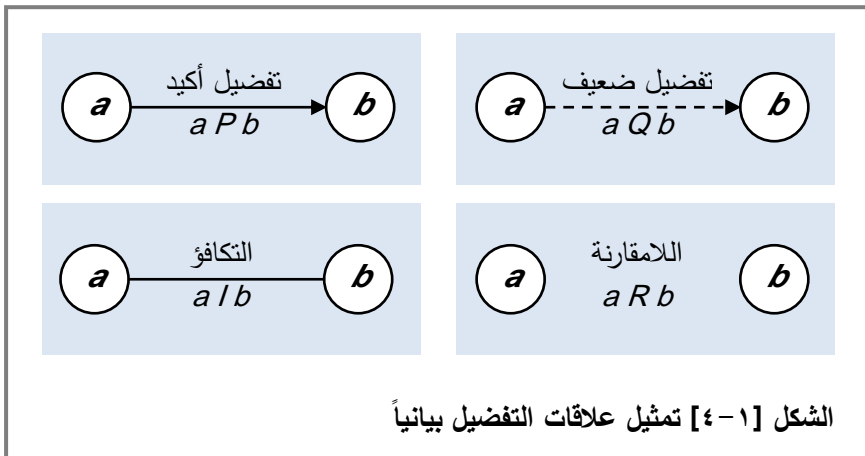 a تفضيل أكيد b
a P b
a تفضيل ضعيف b
a Q b
a التكافؤ b
a I b
a اللامقارنة b
a R b
الشكل [١-٤] تمثيل علاقات التفضيل بيانياً